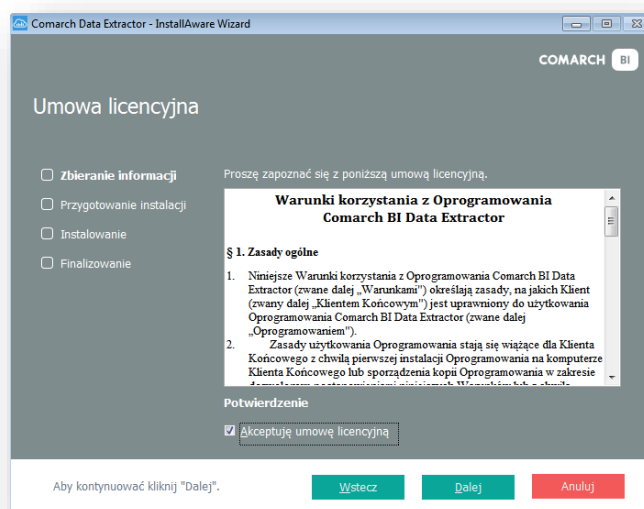 Comarch Data Extractor - InstallAware Wizard
COMARCH BI
Umowa licencyjna
Zbieranie informacji
Przygotowanie instalacji
Instalowanie
Finalizowanie
Proszę zapoznać się z poniższą umową licencyjną.
Warunki korzystania z Oprogramowania
Comarch BI Data Extractor
§ 1. Zasady ogólne
1. Niniejsze Warunki korzystania z Oprogramowania Comarch BI Data
Extractor (zwane dalej „Warunkami”) określają zasady, na jakich Klient
(zwany dalej „Klientem Końcowym”) jest uprawniony do użytkowania
Oprogramowania Comarch BI Data Extractor (zwane dalej
„Oprogramowaniem”).
2. Zasady użytkowania Oprogramowania stają się wiążące dla Klienta
Końcowego z chwilą pierwszej instalacji Oprogramowania na komputerze
Klienta Końcowego lub sporządzenia kopii Oprogramowania w zakresie
Potwierdzenie
Akceptuję umowę licencyjną
Aby kontynuować kliknij "Dalej".
Wstecz
Dalej
Anuluj